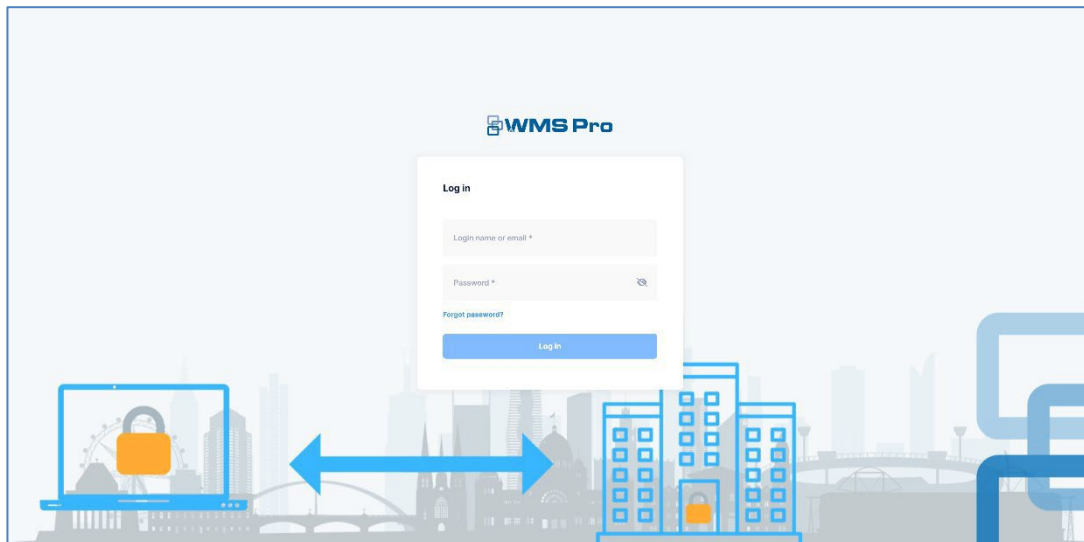 WMS Pro
Log in
Login name or email *
Password *
Forgot password?
Log in